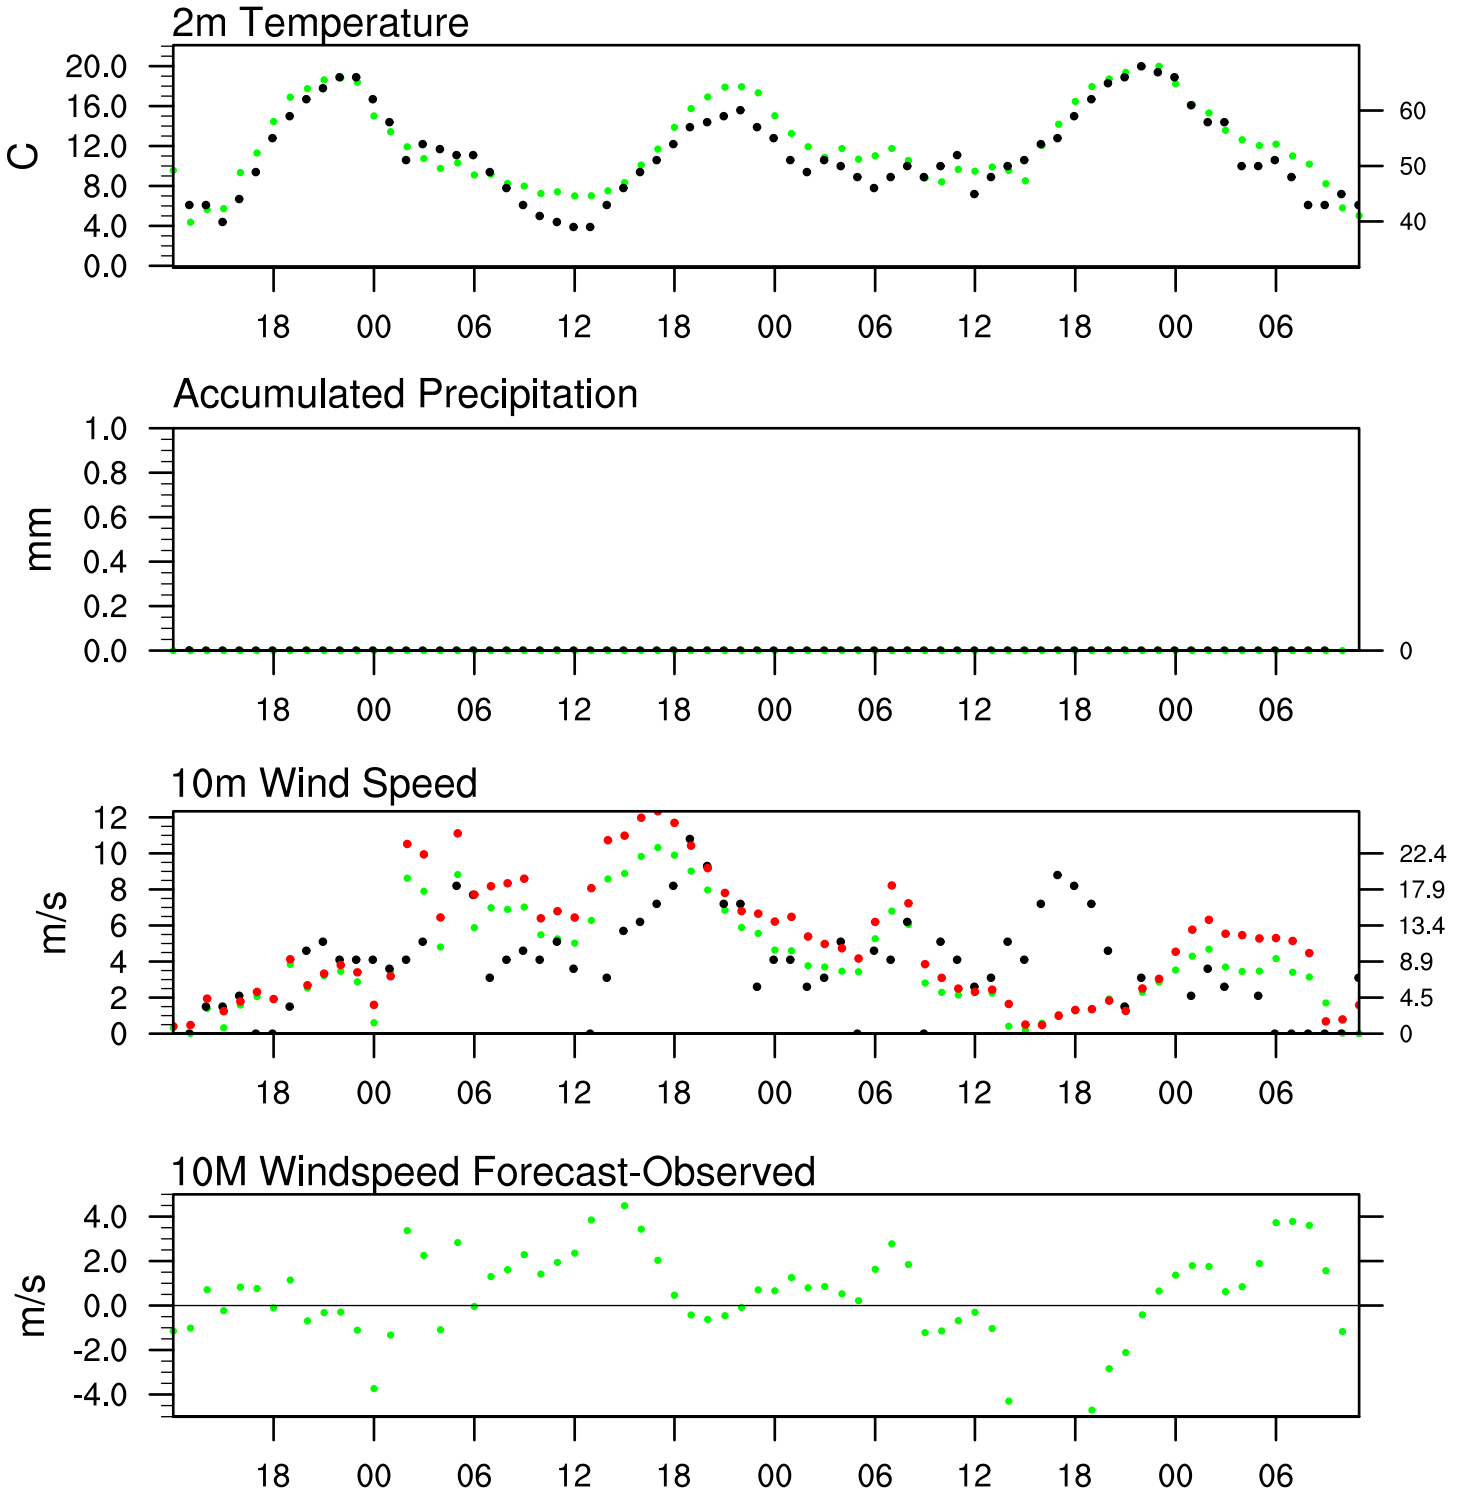 2m Temperature
20.0
16.0
12.0
8.0
4.0
0.0
C
60
50
40
18 00 06 12 18 00 06 12 18 00 06
Accumulated Precipitation
1.0
0.8
0.6
0.4
0.2
0.0
mm
0
18 00 06 12 18 00 06 12 18 00 06
10m Wind Speed
12
10
8
6
4
2
0
m/s
22.4
17.9
13.4
8.9
4.5
0
18 00 06 12 18 00 06 12 18 00 06
10M Windspeed Forecast-Observed
4.0
2.0
0.0
-2.0
-4.0
m/s
18 00 06 12 18 00 06 12 18 00 06